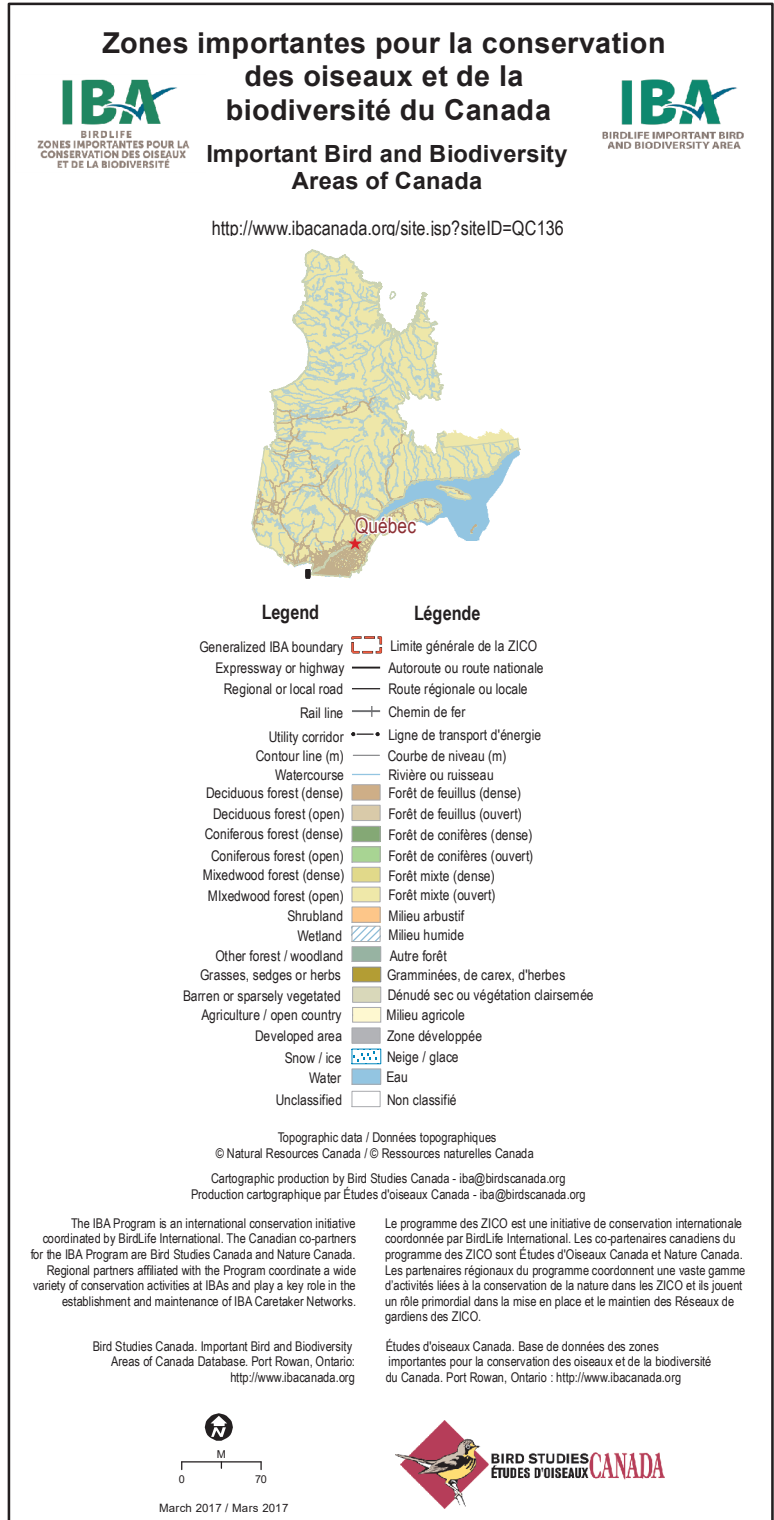 Zones importantes pour la conservation
des oiseaux et de la
biodiversité du Canada
IBA
BIRDLIFE
ZONES IMPORTANTES POUR LA
CONSERVATION DES OISEAUX
ET DE LA BIODIVERSITÉ
IBA
BIRDLIFE IMPORTANT BIRD
AND BIODIVERSITY AREA
Important Bird and Biodiversity
Areas of Canada
http://www.ibacanada.org/site.jsp?siteID=QC136
Québec
Legend Légende
Generalized IBA boundary Limite générale de la ZICO
Expressway or highway Autoroute ou route nationale
Regional or local road Route régionale ou locale
Rail line Chemin de fer
Utility corridor Ligne de transport d'énergie
Contour line (m) Courbe de niveau (m)
Watercourse Rivière ou ruisseau
Deciduous forest (dense) Forêt de feuillus (dense)
Deciduous forest (open) Forêt de feuillus (ouvert)
Coniferous forest (dense) Forêt de conifères (dense)
Coniferous forest (open) Forêt de conifères (ouvert)
Mixedwood forest (dense) Forêt mixte (dense)
MIxedwood forest (open) Forêt mixte (ouvert)
Shrubland Milieu arbustif
Wetland Milieu humide
Other forest / woodland Autre forêt
Grasses, sedges or herbs Gramminées, de carex, d'herbes
Barren or sparsely vegetated Dénudé sec ou végétation clairsemée
Agriculture / open country Milieu agricole
Developed area Zone développée
Snow / ice Neige / glace
Water Eau
Unclassified Non classifié
Topographic data / Données topographiques
© Natural Resources Canada / © Ressources naturelles Canada
Cartographic production by Bird Studies Canada - iba@birdscanada.org
Production cartographique par Études d'oiseaux Canada - iba@birdscanada.org
The IBA Program is an international conservation initiative
coordinated by BirdLife International. The Canadian co-partners
for the IBA Program are Bird Studies Canada and Nature Canada.
Regional partners affiliated with the Program coordinate a wide
variety of conservation activities at IBAs and play a key role in the
establishment and maintenance of IBA Caretaker Networks.
Le programme des ZICO est une initiative de conservation internationale
coordonnée par BirdLife International. Les co-partenaires canadiens du
programme des ZICO sont Études d'Oiseaux Canada et Nature Canada.
Les partenaires régionaux du programme coordonnent une vaste gamme
d'activités liées à la conservation de la nature dans les ZICO et ils jouent
un rôle primordial dans la mise en place et le maintien des Réseaux de
gardiens des ZICO.
Bird Studies Canada. Important Bird and Biodiversity
Areas of Canada Database. Port Rowan, Ontario:
http://www.ibacanada.org
Études d'oiseaux Canada. Base de données des zones
importantes pour la conservation des oiseaux et de la biodiversité
du Canada. Port Rowan, Ontario : http://www.ibacanada.org
N
M
0 70
March 2017 / Mars 2017
BIRD STUDIES
ÉTUDES D'OISEAUX CANADA